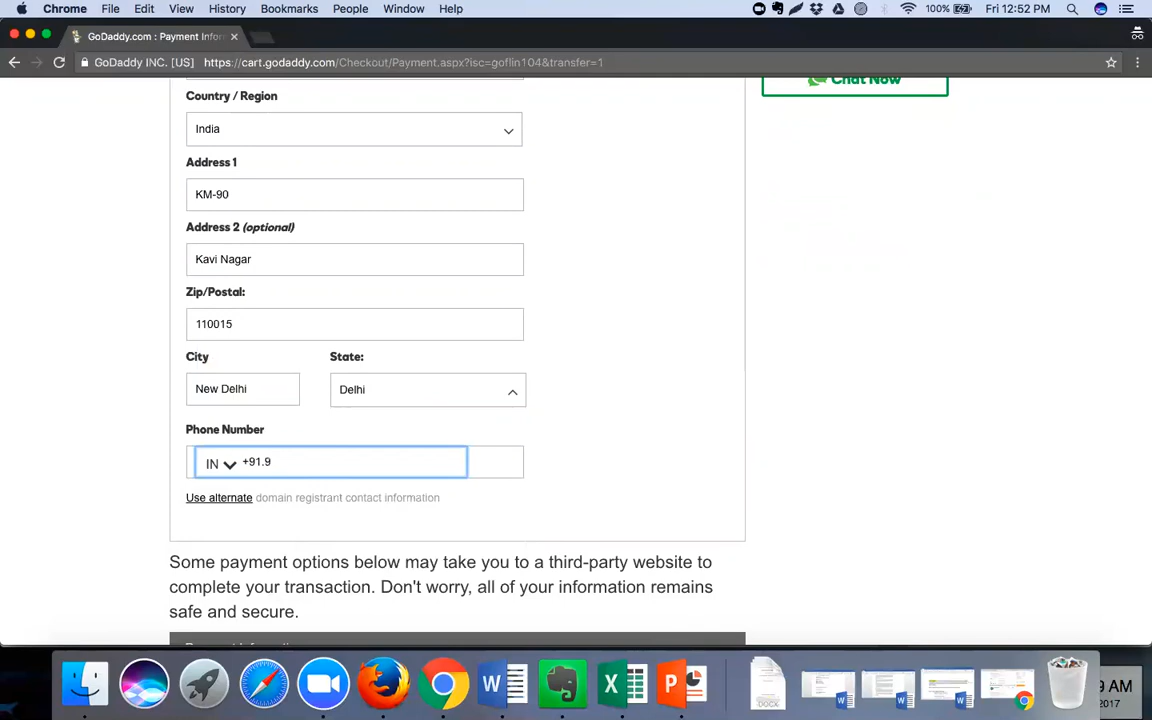 Chrome File Edit View History Bookmarks People Window Help 100% Fri 12:52 PM
GoDaddy.com : Payment Infor
GoDaddy INC. [US] https://cart.godaddy.com/Checkout/Payment.aspx?isc=goflin104&transfer=1
Chat Now
Country / Region
India
Address 1
KM-90
Address 2 (optional)
Kavi Nagar
Zip/Postal:
110015
City State:
New Delhi Delhi
Phone Number
IN +91.9
Use alternate domain registrant contact information
Some payment options below may take you to a third-party website to
complete your transaction. Don't worry, all of your information remains
safe and secure.
W X P DOCX W W W
9 AM
2017